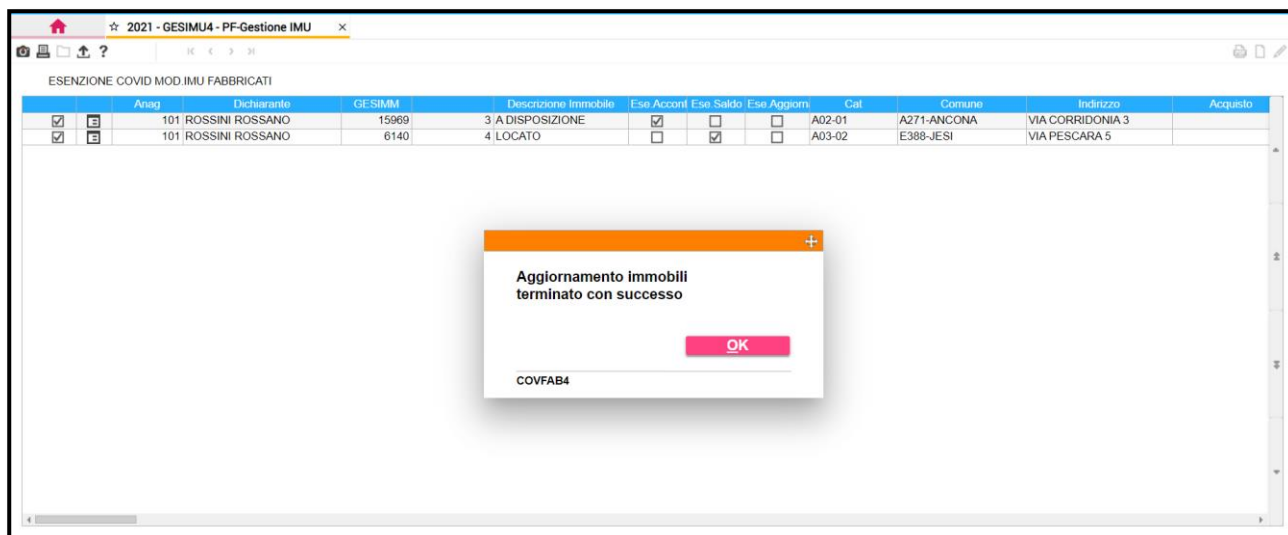 ☆ 2021 - GESIMU4 - PF-Gestione IMU ×
?
ESENZIONE COVID MOD.IMU FABBRICATI
Anag Dichiarante GESIMM Descrizione Immobile Ese.Accont Ese.Saldo Ese.Aggiorn Cat Comune Indirizzo Acquisto
101 ROSSINI ROSSANO 15969 3 A DISPOSIZIONE A02-01 A271-ANCONA VIA CORRIDONIA 3
101 ROSSINI ROSSANO 6140 4 LOCATO A03-02 E388-JESI VIA PESCARA 5
Aggiornamento immobili
terminato con successo
OK
COVFAB4